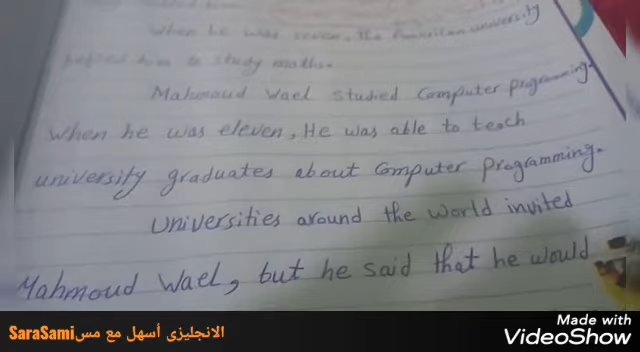 When he was seven, the American university
helped him to study maths.
Mahmoud Wael studied Computer programming.
When he was eleven, He was able to teach
university graduates about Computer Programming.
Universities around the world invited
Mahmoud Wael, but he said that he would
الانجليزى أسهل مع مسSaraSami
Made with
VideoShow